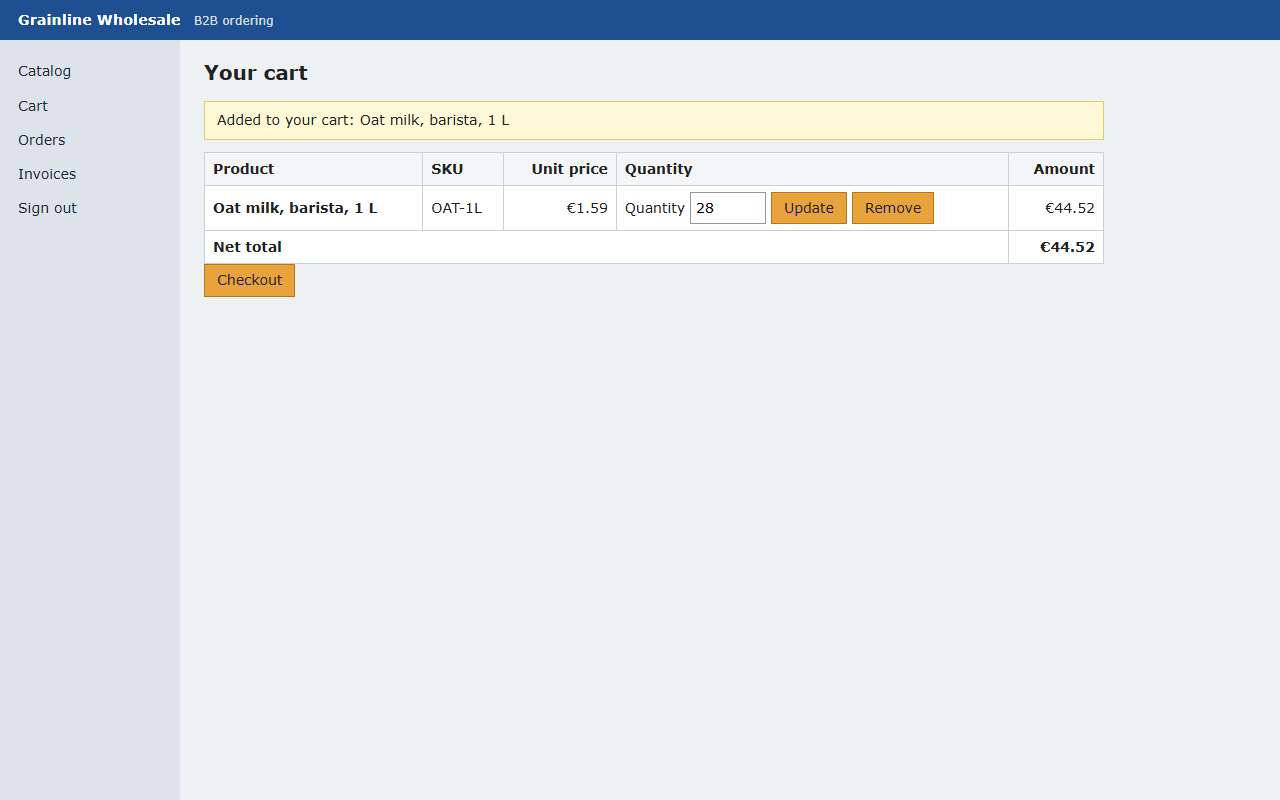 Grainline Wholesale B2B ordering
Catalog
Cart
Orders
Invoices
Sign out
Your cart
Added to your cart: Oat milk, barista, 1 L
Product SKU Unit price Quantity Amount
Oat milk, barista, 1 L OAT-1L €1.59 Quantity 28 Update Remove €44.52
Net total €44.52
Checkout